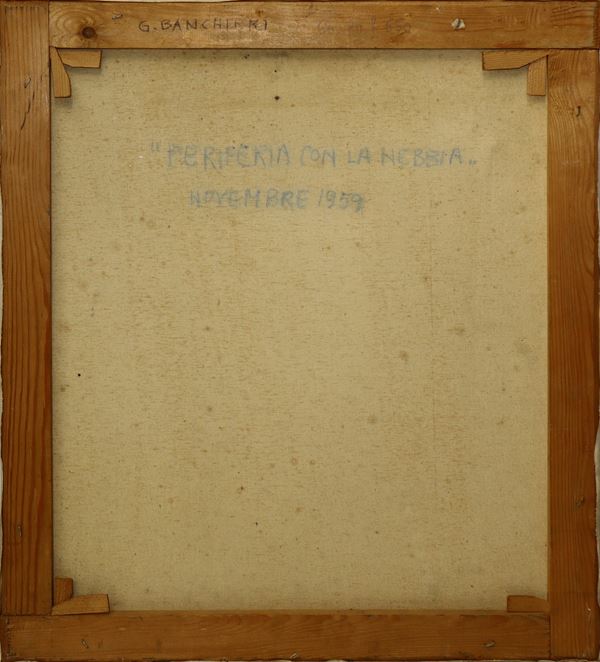 G. BANCHIERI
"PERIFERIA CON LA NEBBIA„
NOVEMBRE 1959